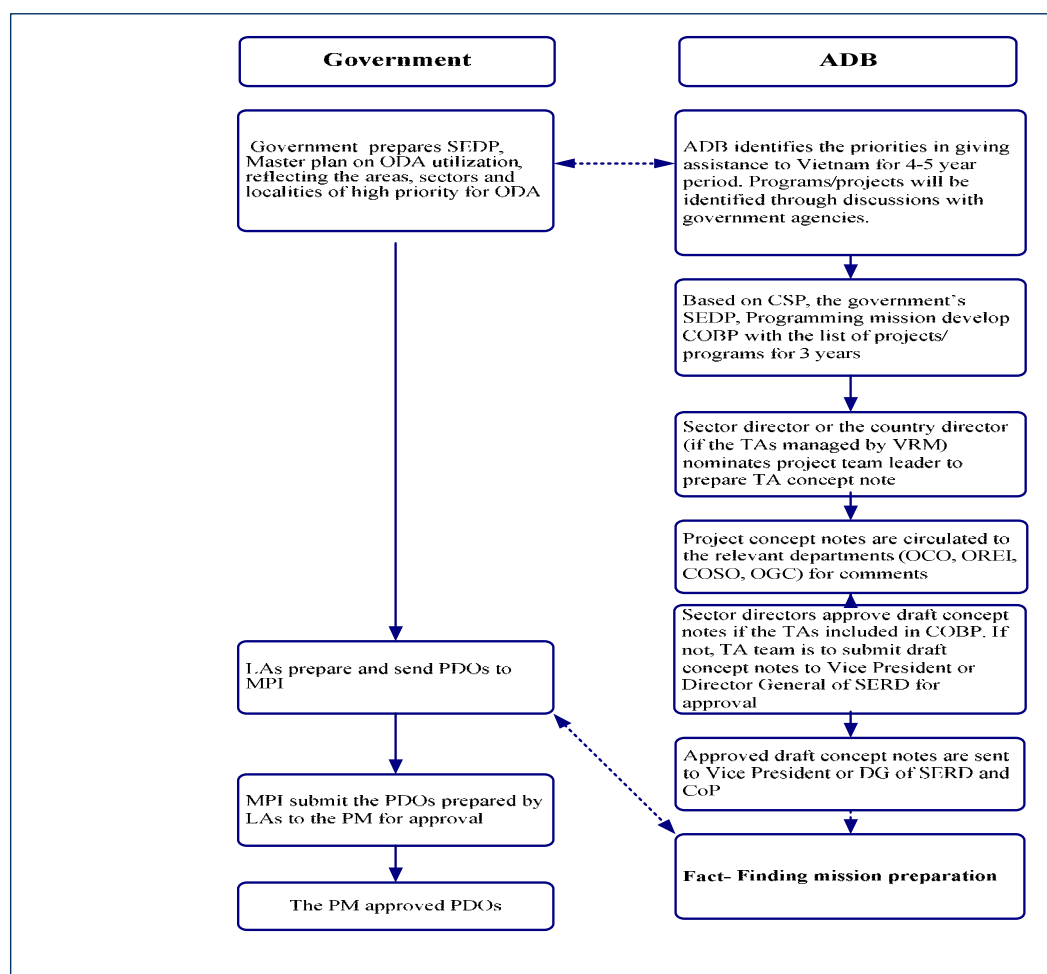 Government
Government prepares SEDP,
Master plan on ODA utilization,
reflecting the areas, sectors and
localities of high priority for ODA
LAs prepare and send PDOs to
MPI
MPI submit the PDOs prepared by
LAs to the PM for approval
The PM approved PDOs
ADB
ADB identifies the priorities in giving
assistance to Vietnam for 4-5 year
period. Programs/projects will be
identified through discussions with
government agencies.
Based on CSP, the government's
SEDP, Programming mission develop
COBP with the list of projects/
programs for 3 years
Sector director or the country director
(if the TAs managed by VRM)
nominates project team leader to
prepare TA concept note
Project concept notes are circulated to
the relevant departments (OCO, OREI,
COSO, OGC) for comments
Sector directors approve draft concept
notes if the TAs included in COBP. If
not, TA team is to submit draft
concept notes to Vice President or
Director General of SERD for
approval
Approved draft concept notes are sent
to Vice President or DG of SERD and
CoP
Fact- Finding mission preparation